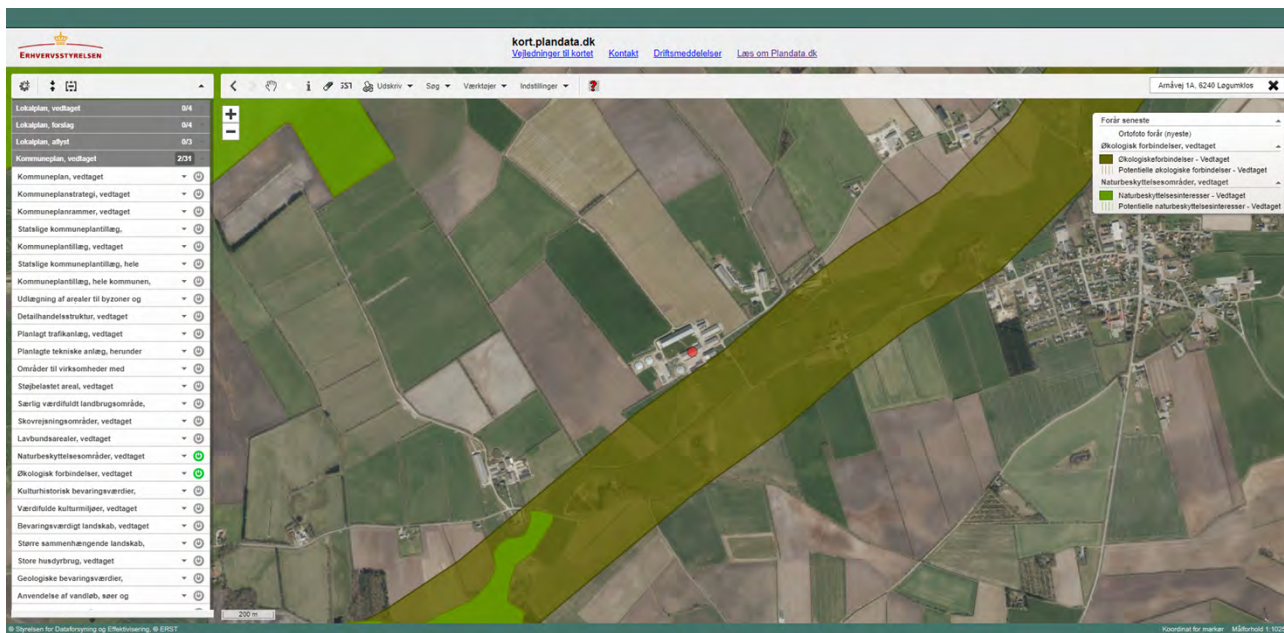 ERHVERVSSTYRELSEN
kort.plandata.dk
Vejledninger til kortet Kontakt Driftsmeddelelser Læs om Plandata.dk
i Udskriv Søg Værktøjer Indstillinger ?
Arnåvej 1A, 6240 Løgumklos
Lokalplan, vedtaget 0/4
Lokalplan, forslag 0/4
Lokalplan, aflyst 0/3
Kommuneplan, vedtaget 2/31
Kommuneplan, vedtaget
Kommuneplanstrategi, vedtaget
Kommuneplanrammer, vedtaget
Statslige kommuneplantillæg,
Kommuneplantillæg, vedtaget
Statslige kommuneplantillæg, hele
Kommuneplantillæg, hele kommunen,
Udlægning af arealer til byzoner og
Detailhandelsstruktur, vedtaget
Planlagt trafikanlæg, vedtaget
Planlagte tekniske anlæg, herunder
Områder til virksomheder med
Støjbelastet areal, vedtaget
Særlig værdifuldt landbrugsområde,
Skovrejsningsområder, vedtaget
Lavbundsarealer, vedtaget
Naturbeskyttelsesområder, vedtaget
Økologisk forbindelser, vedtaget
Kulturhistorisk bevaringsværdier,
Værdifulde kulturmiljøer, vedtaget
Bevaringsværdigt landskab, vedtaget
Større sammenhængende landskab,
Store husdyrbrug, vedtaget
Geologiske bevaringsværdier,
Anvendelse af vandløb, søer og
+
−
Forår seneste
Ortofoto forår (nyeste)
Økologisk forbindelser, vedtaget
Økologiskeforbindelser - Vedtaget
Potentielle økologiske forbindelser - Vedtaget
Naturbeskyttelsesområder, vedtaget
Naturbeskyttelsesinteresser - Vedtaget
Potentielle naturbeskyttelsesinteresser - Vedtaget
200 m
© Styrelsen for Dataforsyning og Effektivisering, © ERST
Koordinat for markør Målforhold 1:102